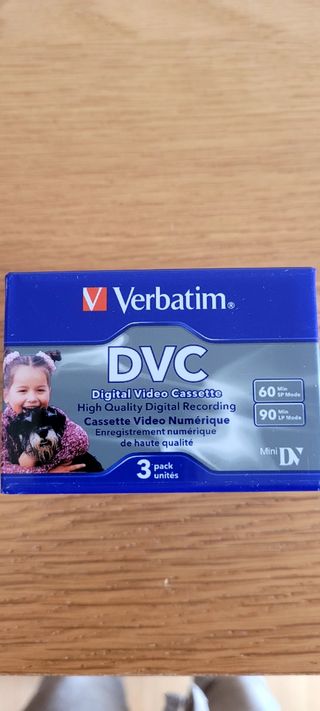 Verbatim®
DVC
Digital Video Cassette
High Quality Digital Recording
Cassette Video Numérique
Enregistrement numérique
de haute qualité
3 pack
unités
60 Min
SP Mode
90 Min
LP Mode
Mini DV